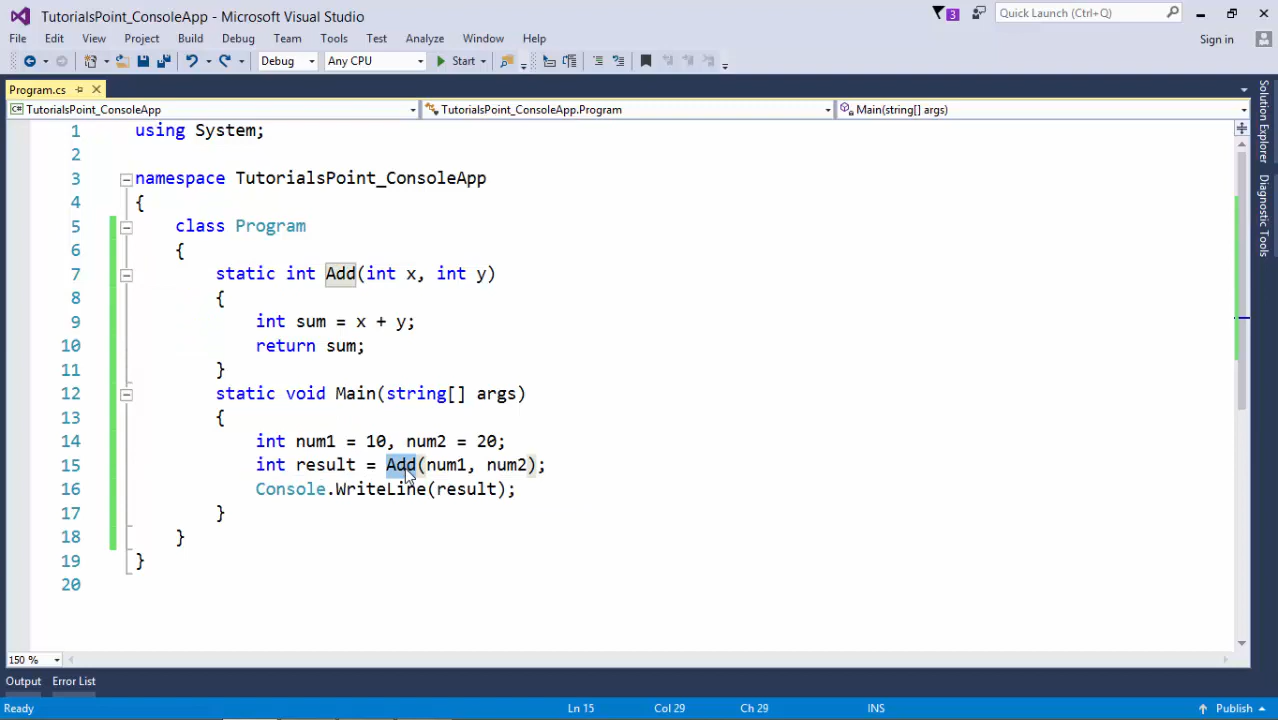 TutorialsPoint_ConsoleApp - Microsoft Visual Studio
3
Quick Launch (Ctrl+Q)
File Edit View Project Build Debug Team Tools Test Analyze Window Help
Sign in
Debug Any CPU Start
Program.cs
TutorialsPoint_ConsoleApp TutorialsPoint_ConsoleApp.Program Main(string[] args)
1 using System;
2
3 namespace TutorialsPoint_ConsoleApp
4 {
5 class Program
6 {
7 static int Add(int x, int y)
8 {
9 int sum = x + y;
10 return sum;
11 }
12 static void Main(string[] args)
13 {
14 int num1 = 10, num2 = 20;
15 int result = Add(num1, num2);
16 Console.WriteLine(result);
17 }
18 }
19 }
20
Solution Explorer
Diagnostic Tools
150 %
Output Error List
Ready Ln 15 Col 29 Ch 29 INS Publish